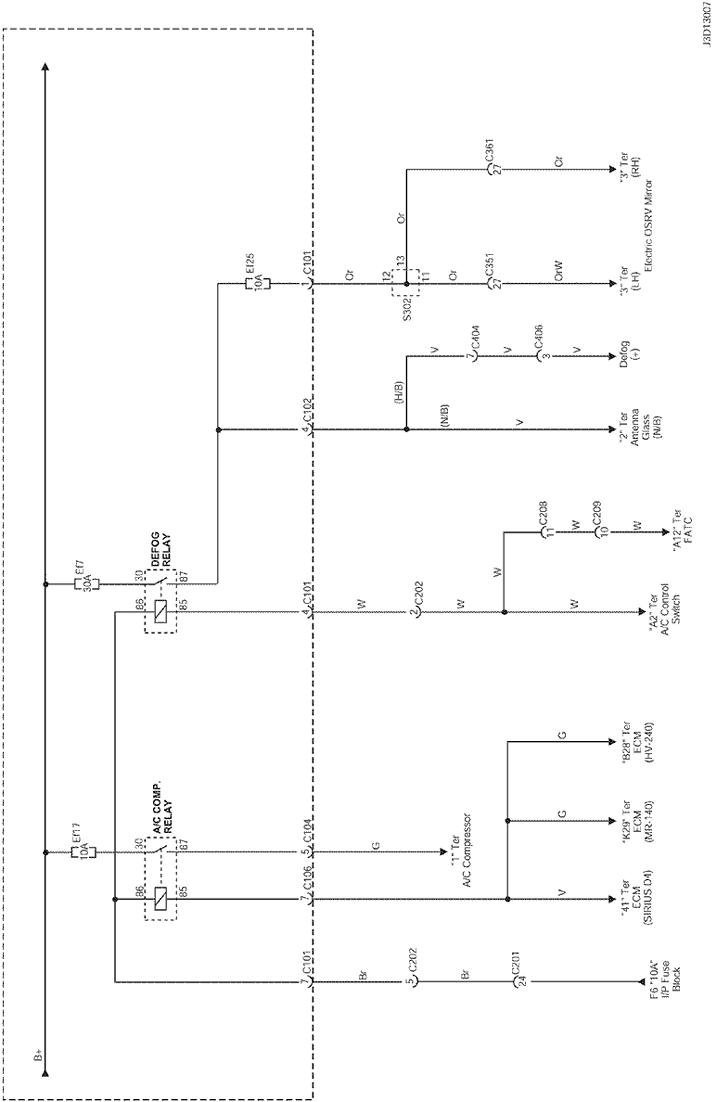 J3D13007
B+
Ef17
10A
Ef7
30A
Ef25
10A
A/C COMP.
RELAY
30
87
86
85
DEFOG
RELAY
30
87
86
85
7
C101
7
C106
5
C104
4
C101
4
C102
1
C101
Br
5
C202
Br
24
C201
F6 "10A"
I/P Fuse
Block
V
"41" Ter
ECM
(SIRIUS D4)
G
"K29" Ter
ECM
(MR-140)
G
"B28" Ter
ECM
(HV-240)
G
"1" Ter
A/C Compressor
W
2
C202
W
W
"A2" Ter
A/C Control
Switch
W
11
C208
W
10
C209
W
"A12" Ter
FATC
(N/B)
V
"2" Ter
Antenna
Glass
(N/B)
(H/B)
V
7
C404
V
3
C406
V
Defog
(+)
Or
12
13
11
S302
Or
27
C351
OrW
"3" Ter
(LH)
Or
27
C361
Cr
"3" Ter
(RH)
Electric OSRV Mirror